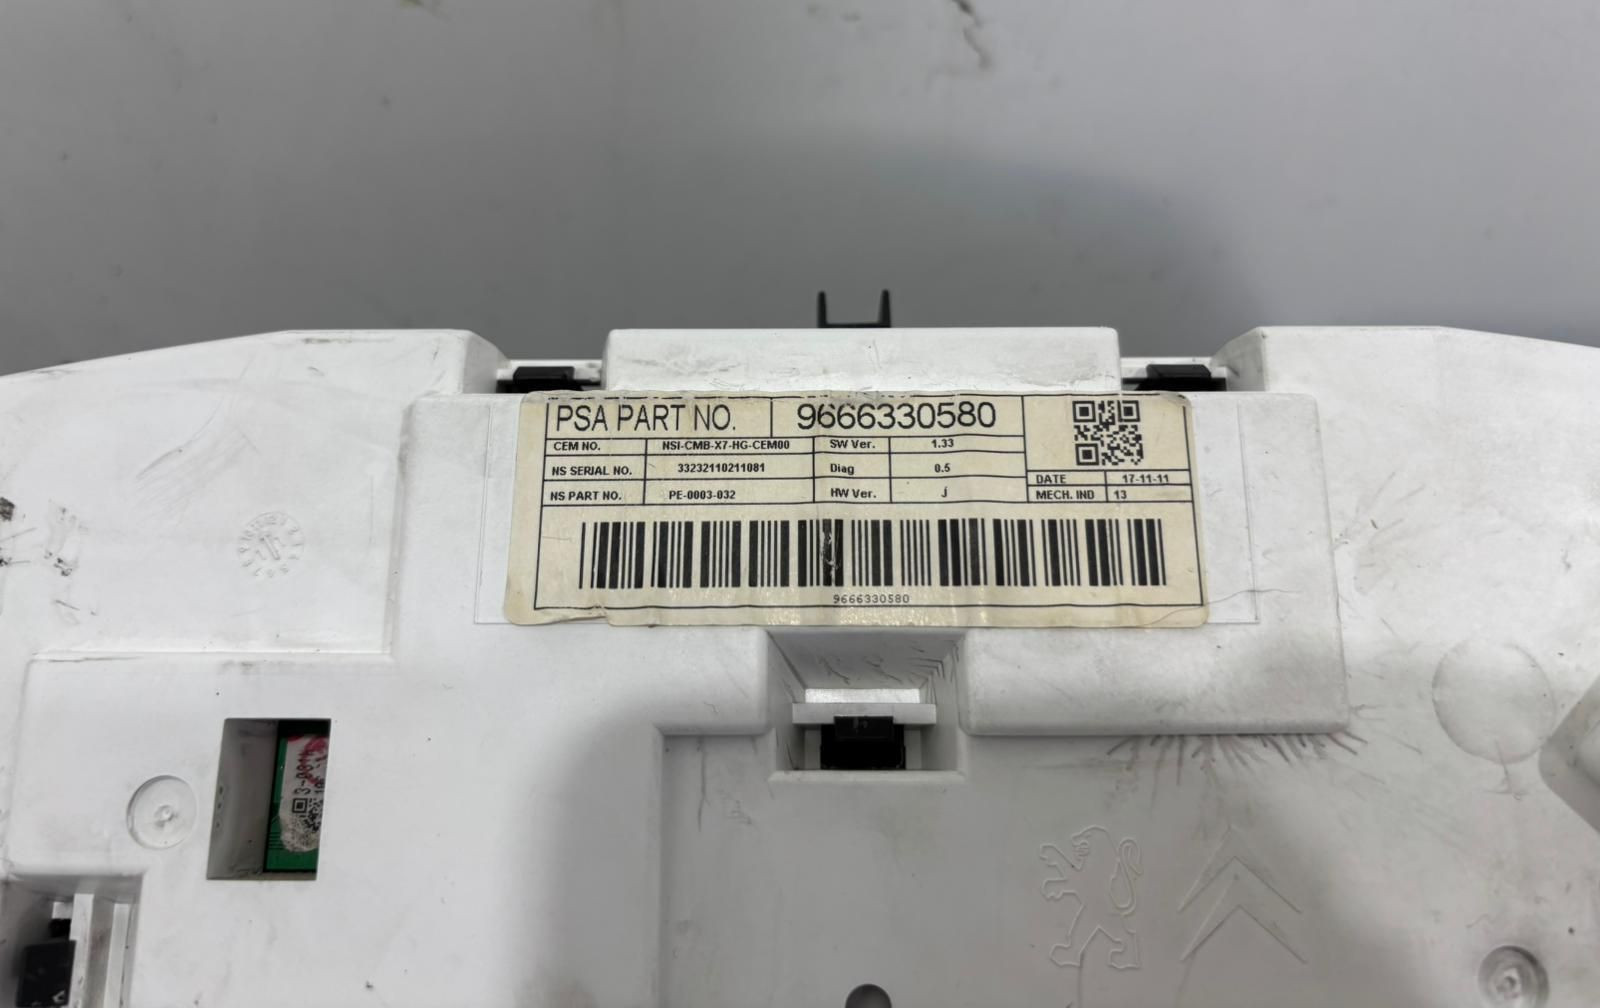 PSA PART NO. 9666330580
CEM NO. NSI-CMB-X7-HG-CEM00 SW Ver. 1.33
NS SERIAL NO. 33232110211081 Diag 0.5
NS PART NO. PE-0003-032 HW Ver. j
DATE 17-11-11
MECH. IND 13
9666330580